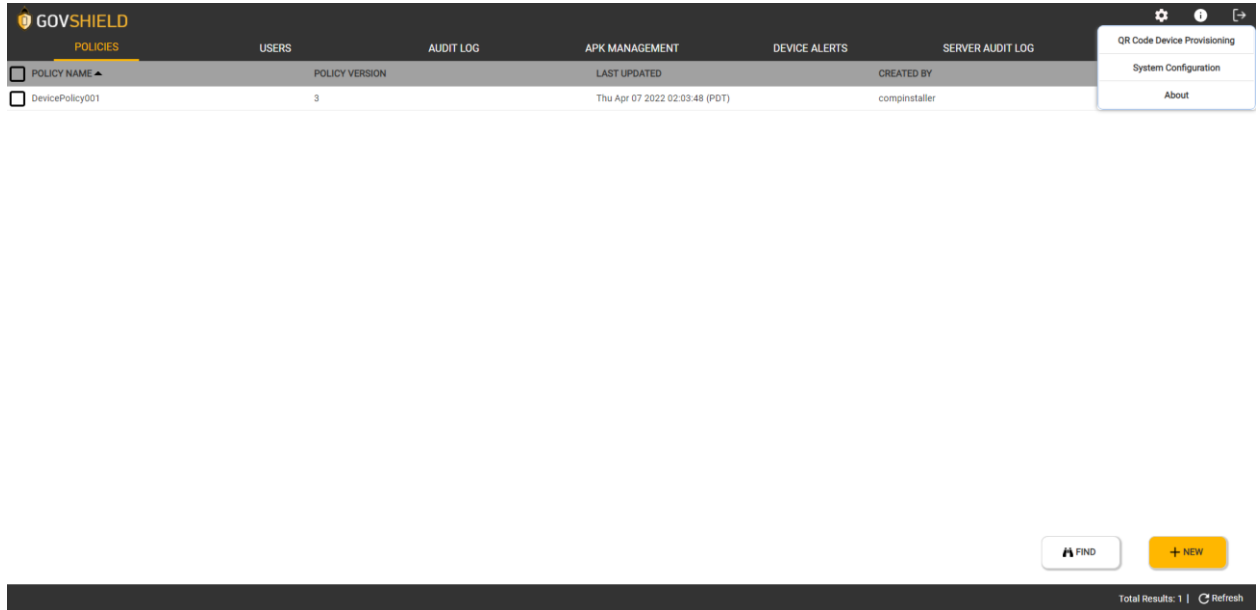 GOVSHIELD
POLICIES USERS AUDIT LOG APK MANAGEMENT DEVICE ALERTS SERVER AUDIT LOG
QR Code Device Provisioning
System Configuration
About
POLICY NAME POLICY VERSION LAST UPDATED CREATED BY
DevicePolicy001 3 Thu Apr 07 2022 02:03:48 (PDT) compinstaller
FIND + NEW
Total Results: 1 | Refresh